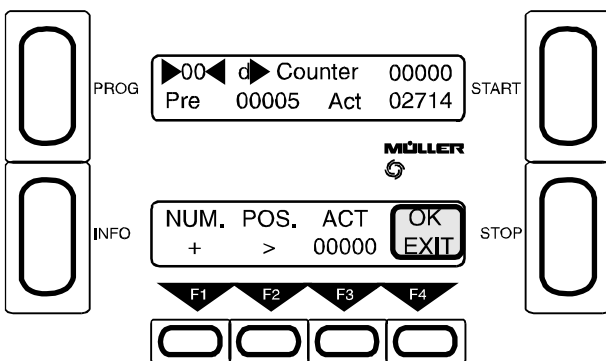 ▶00◀ d▶ Counter 00000
Pre 00005 Act 02714
PROG
START
MÜLLER
NUM. POS. ACT OK
+ > 00000 EXIT
INFO
STOP
F1 F2 F3 F4